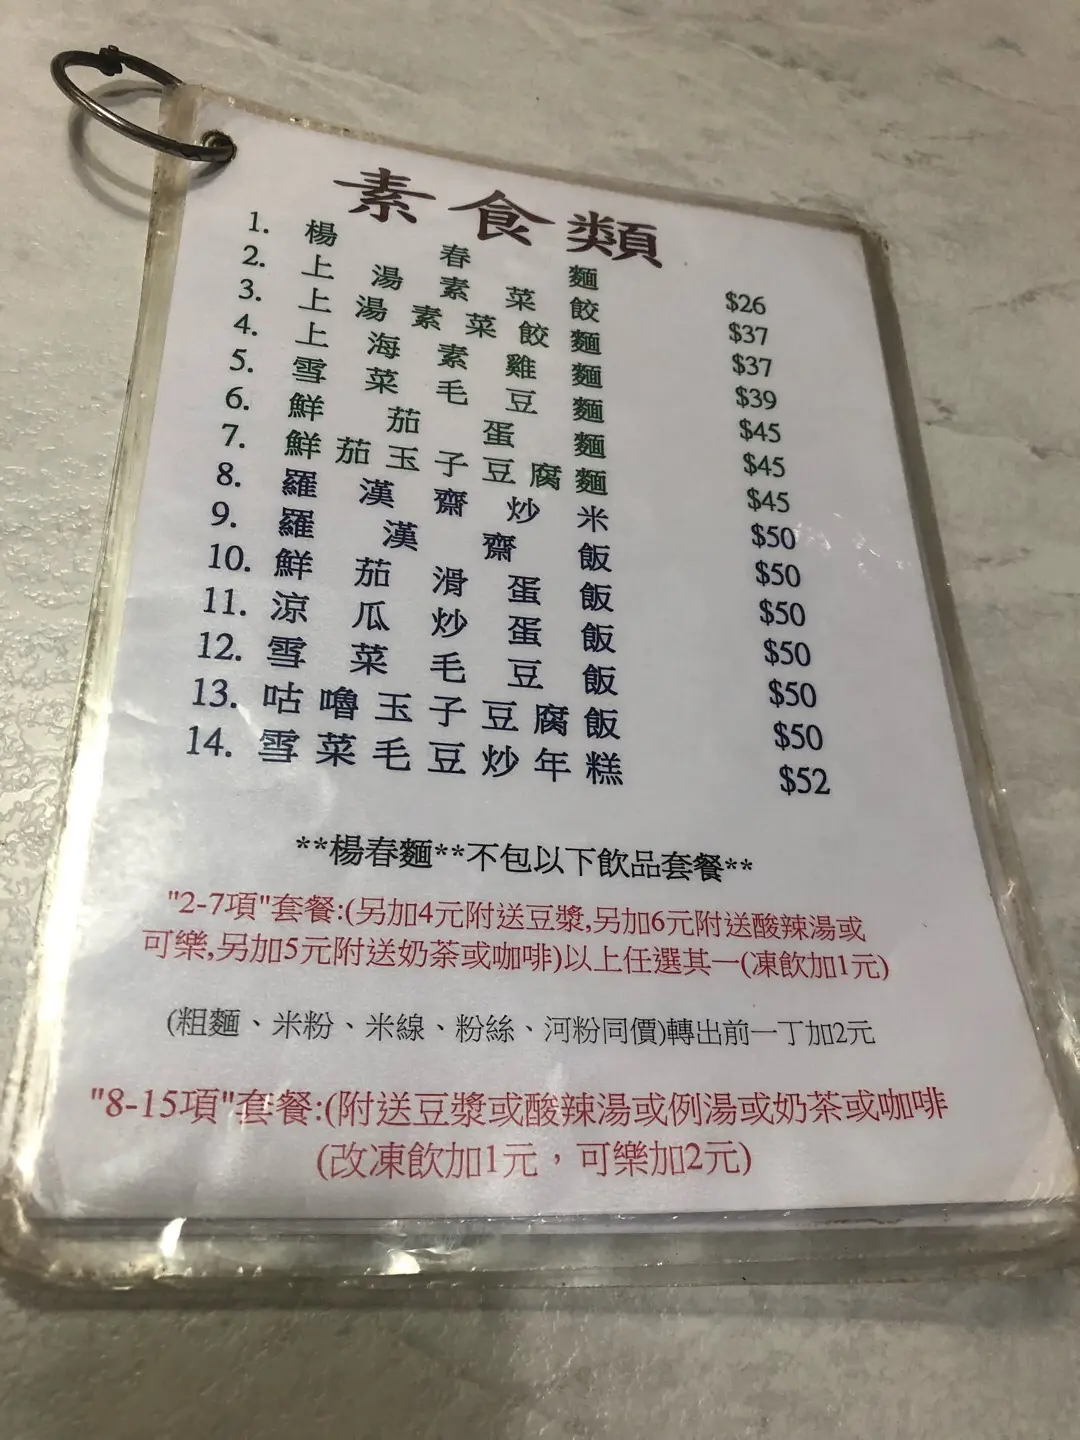 素食類
1. 楊春麵 $26
2. 上湯素菜餃 $37
3. 上湯素菜餃麵 $37
4. 上海素雞麵 $39
5. 雪菜毛豆麵 $45
6. 鮮茄蛋麵 $45
7. 鮮茄玉子豆腐麵 $45
8. 羅漢齋炒米 $50
9. 羅漢齋飯 $50
10. 鮮茄滑蛋飯 $50
11. 涼瓜炒蛋飯 $50
12. 雪菜毛豆飯 $50
13. 咕嚕玉子豆腐飯 $50
14. 雪菜毛豆炒年糕 $52
**楊春麵**不包以下飲品套餐**
"2-7項"套餐:(另加4元附送豆漿,另加6元附送酸辣湯或
可樂,另加5元附送奶茶或咖啡)以上任選其一(凍飲加1元)
(粗麵、米粉、米線、粉絲、河粉同價)轉出前一丁加2元
"8-15項"套餐:(附送豆漿或酸辣湯或例湯或奶茶或咖啡
(改凍飲加1元，可樂加2元)